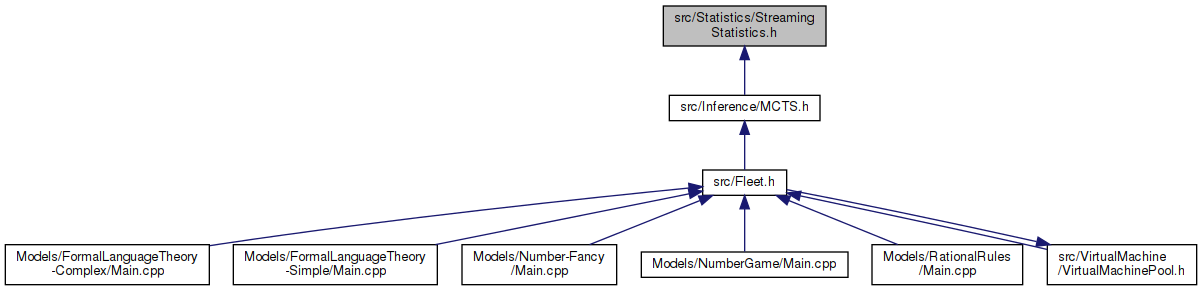 src/Statistics/Streaming
Statistics.h
src/Inference/MCTS.h
src/Fleet.h
Models/FormalLanguageTheory
-Complex/Main.cpp
Models/FormalLanguageTheory
-Simple/Main.cpp
Models/Number-Fancy
/Main.cpp
Models/NumberGame/Main.cpp
Models/RationalRules
/Main.cpp
src/VirtualMachine
/VirtualMachinePool.h